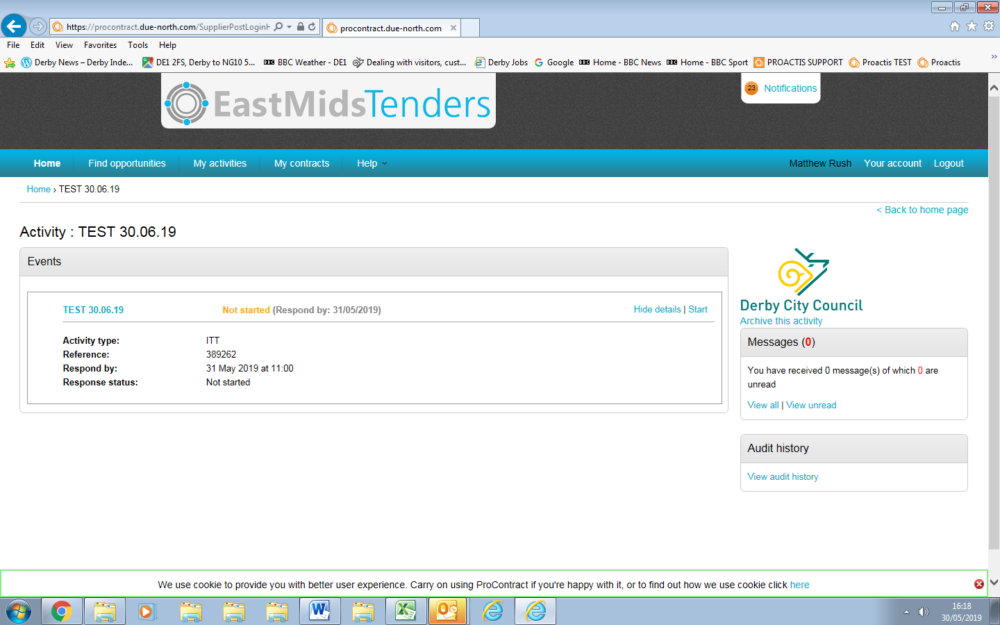 https://procontract.due-north.com/SupplierPostLoginH
procontract.due-north.com
File Edit View Favorites Tools Help
Derby News – Derby Inde... DE1 2FS, Derby to NG10 5... BBC Weather - DE1 Dealing with visitors, cust... Derby Jobs Google Home - BBC News Home - BBC Sport PROACTIS SUPPORT Proactis TEST Proactis
EastMidsTenders
23 Notifications
Home Find opportunities My activities My contracts Help Matthew Rush Your account Logout
Home › TEST 30.06.19
< Back to home page
Activity : TEST 30.06.19
Events
TEST 30.06.19 Not started (Respond by: 31/05/2019) Hide details | Start
Activity type: ITT
Reference: 389262
Respond by: 31 May 2019 at 11:00
Response status: Not started
Derby City Council
Archive this activity
Messages (0)
You have received 0 message(s) of which 0 are
unread
View all | View unread
Audit history
View audit history
We use cookie to provide you with better user experience. Carry on using ProContract if you're happy with it, or to find out how we use cookie click here
16:18
30/05/2019